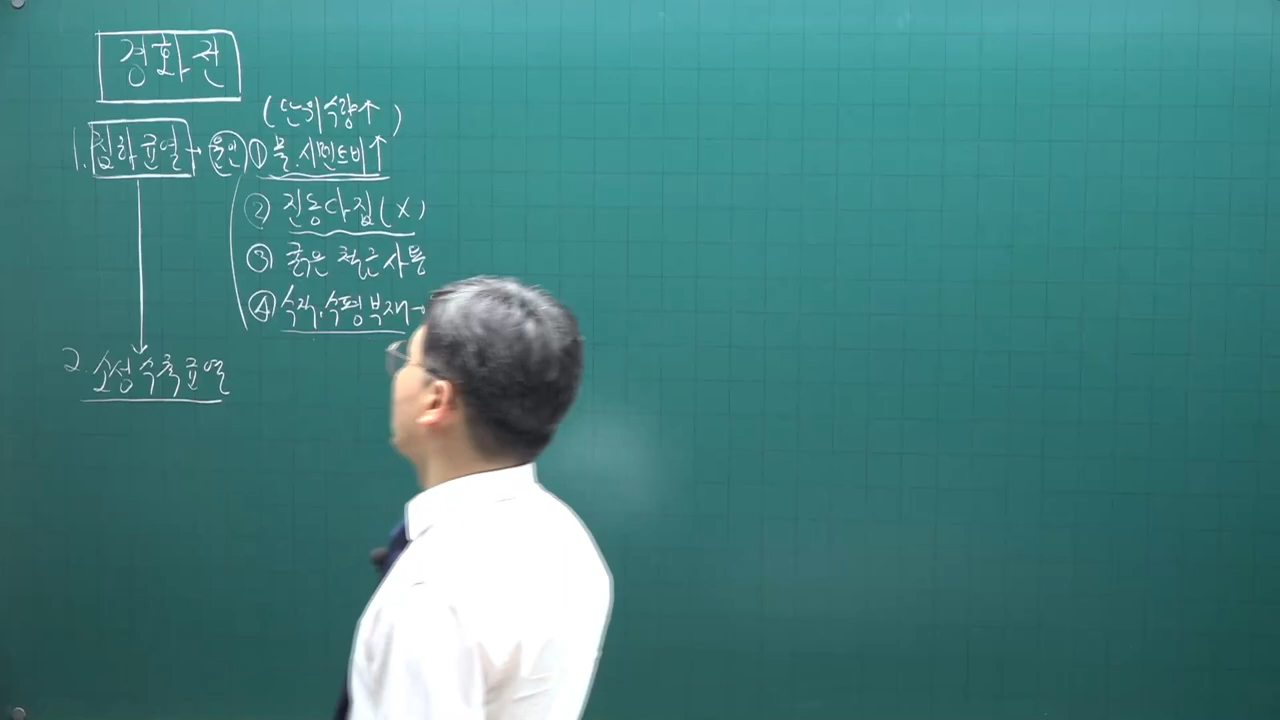 경화 전
(단위수량↑)
1. 침하균열 → 원인 ① 물.시멘트비↑
② 진동다짐(X)
③ 굵은 철근 사용
④ 수직.수평부재→
2. 소성수축균열